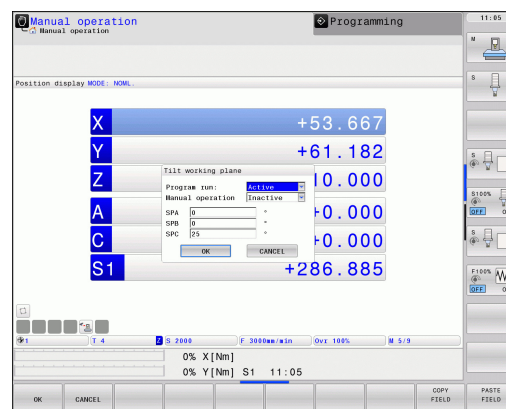 Manual operation
Manual operation
Programming
11:05
Position display MODE: NOML.
M
X +53.667
Y +61.182
Z 10.000
A +0.000
C +0.000
S1 +286.885
Tilt working plane
Program run: Active
Manual operation Inactive
SPA 0 °
SPB 0 °
SPC 25 °
OK CANCEL
S
S
S100%
OFF
S
F100% W
OFF
1 T 4 Z S 2000 F 3000mm/min Ovr 100% M 5/9
0% X[Nm]
0% Y[Nm] S1 11:05
OK CANCEL COPY FIELD PASTE FIELD